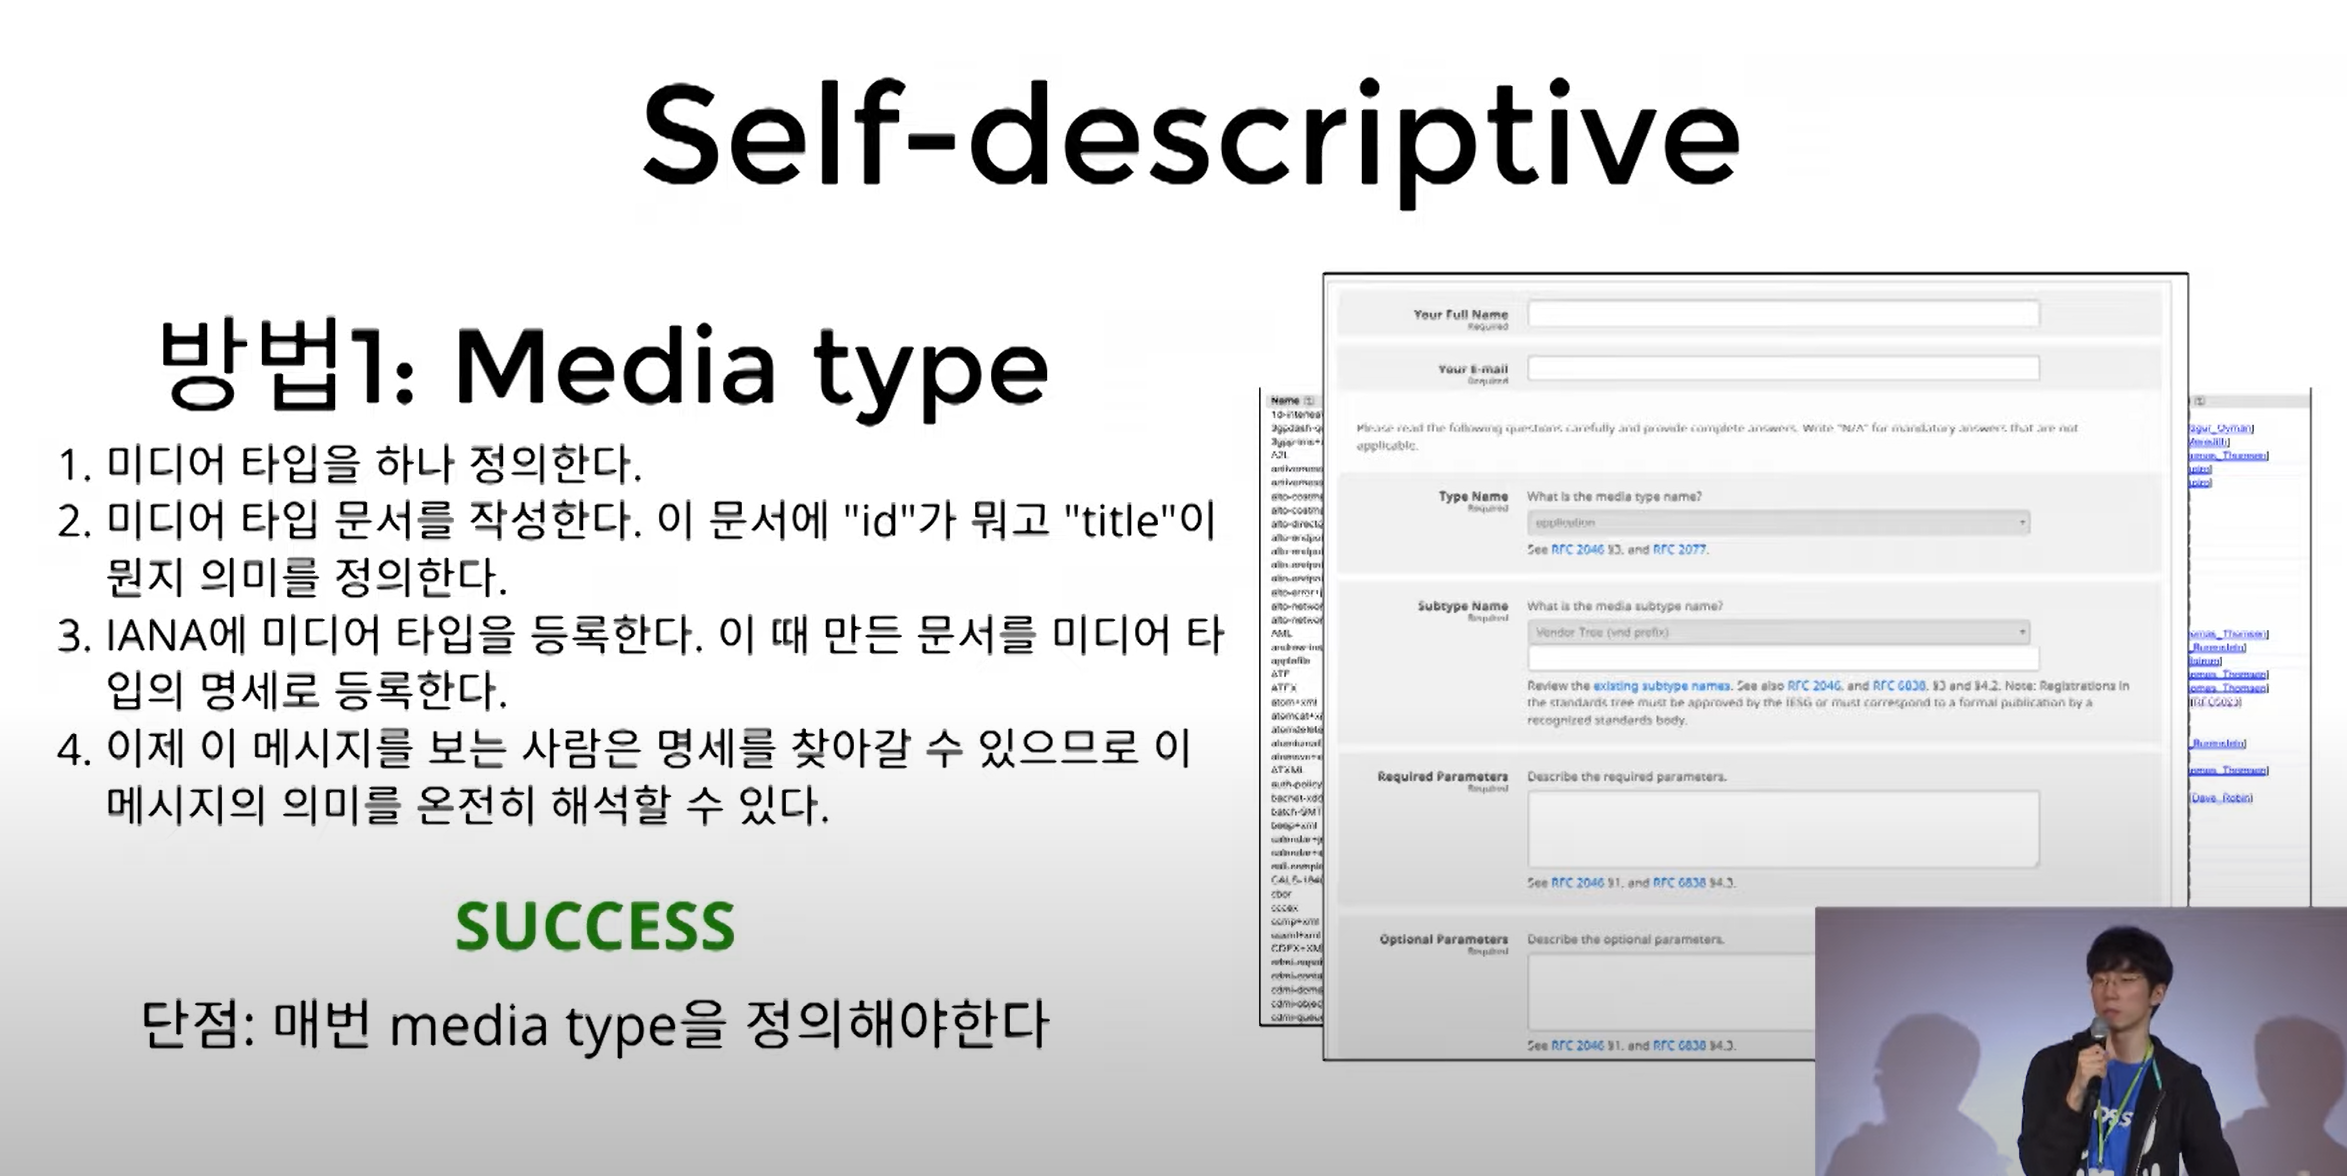 Self-descriptive
방법1: Media type
1. 미디어 타입을 하나 정의한다.
2. 미디어 타입 문서를 작성한다. 이 문서에 "id"가 뭐고 "title"이
뭔지 의미를 정의한다.
3. IANA에 미디어 타입을 등록한다. 이 때 만든 문서를 미디어 타
입의 명세로 등록한다.
4. 이제 이 메시지를 보는 사람은 명세를 찾아갈 수 있으므로 이
메시지의 의미를 온전히 해석할 수 있다.
SUCCESS
단점: 매번 media type을 정의해야한다
Name
A2L
AML
ATF
ATFX
atom+xml
ATXML
beep+xml
cbor
Your Full Name
Required
Your E-mail
Required
Please read the following questions carefully and provide complete answers. Write "N/A" for mandatory answers that are not
applicable.
Type Name
Required
What is the media type name?
application
See RFC 2046 §3. and RFC 2077.
Subtype Name
Required
What is the media subtype name?
Vendor Tree (vnd prefix)
Review the existing subtype names. See also RFC 2046. and RFC 6838. §3 and §4.2. Note: Registrations in
the standards tree must be approved by the IESG or must correspond to a formal publication by a
recognized standards body.
Required Parameters
Required
Describe the required parameters.
See RFC 2046 §1. and RFC 6838 §4.3.
Optional Parameters
Required
Describe the optional parameters.
See RFC 2046 §1. and RFC 6838 §4.3.
[Dave_Robin]